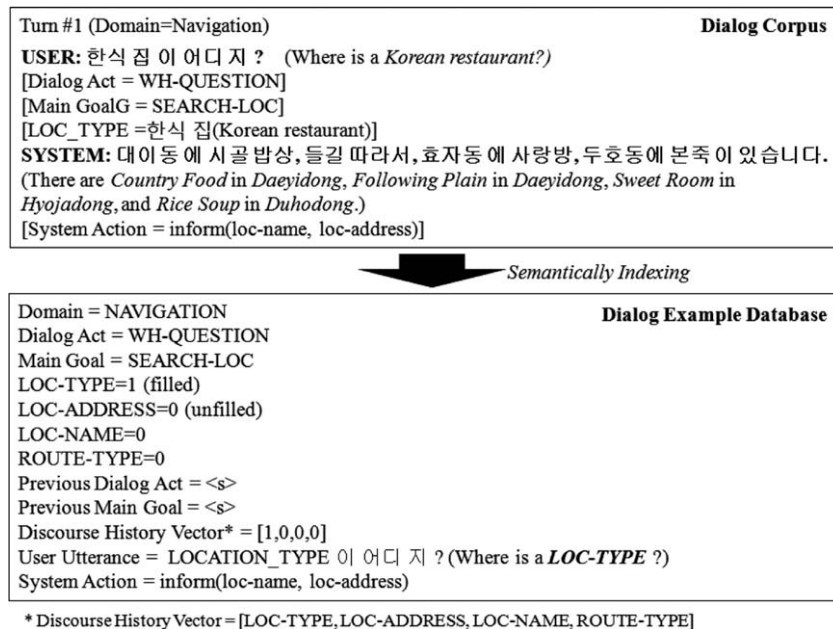 Turn #1 (Domain=Navigation) Dialog Corpus
USER: 한식 집 이 어디 지 ? (Where is a Korean restaurant?)
[Dialog Act = WH-QUESTION]
[Main GoalG = SEARCH-LOC]
[LOC_TYPE =한식 집(Korean restaurant)]
SYSTEM: 대이동 에 시골 밥상, 들길 따라서, 효자동 에 사랑방, 두호동에 본죽 이 있습니다.
(There are Country Food in Daeyidong, Following Plain in Daeyidong, Sweet Room in
Hyojadong, and Rice Soup in Duhodong.)
[System Action = inform(loc-name, loc-address)]
Semantically Indexing
Domain = NAVIGATION Dialog Example Database
Dialog Act = WH-QUESTION
Main Goal = SEARCH-LOC
LOC-TYPE=1 (filled)
LOC-ADDRESS=0 (unfilled)
LOC-NAME=0
ROUTE-TYPE=0
Previous Dialog Act = <s>
Previous Main Goal = <s>
Discourse History Vector* = [1,0,0,0]
User Utterance = LOCATION_TYPE 이 어디 지 ? (Where is a LOC-TYPE ?)
System Action = inform(loc-name, loc-address)
* Discourse History Vector = [LOC-TYPE, LOC-ADDRESS, LOC-NAME, ROUTE-TYPE]